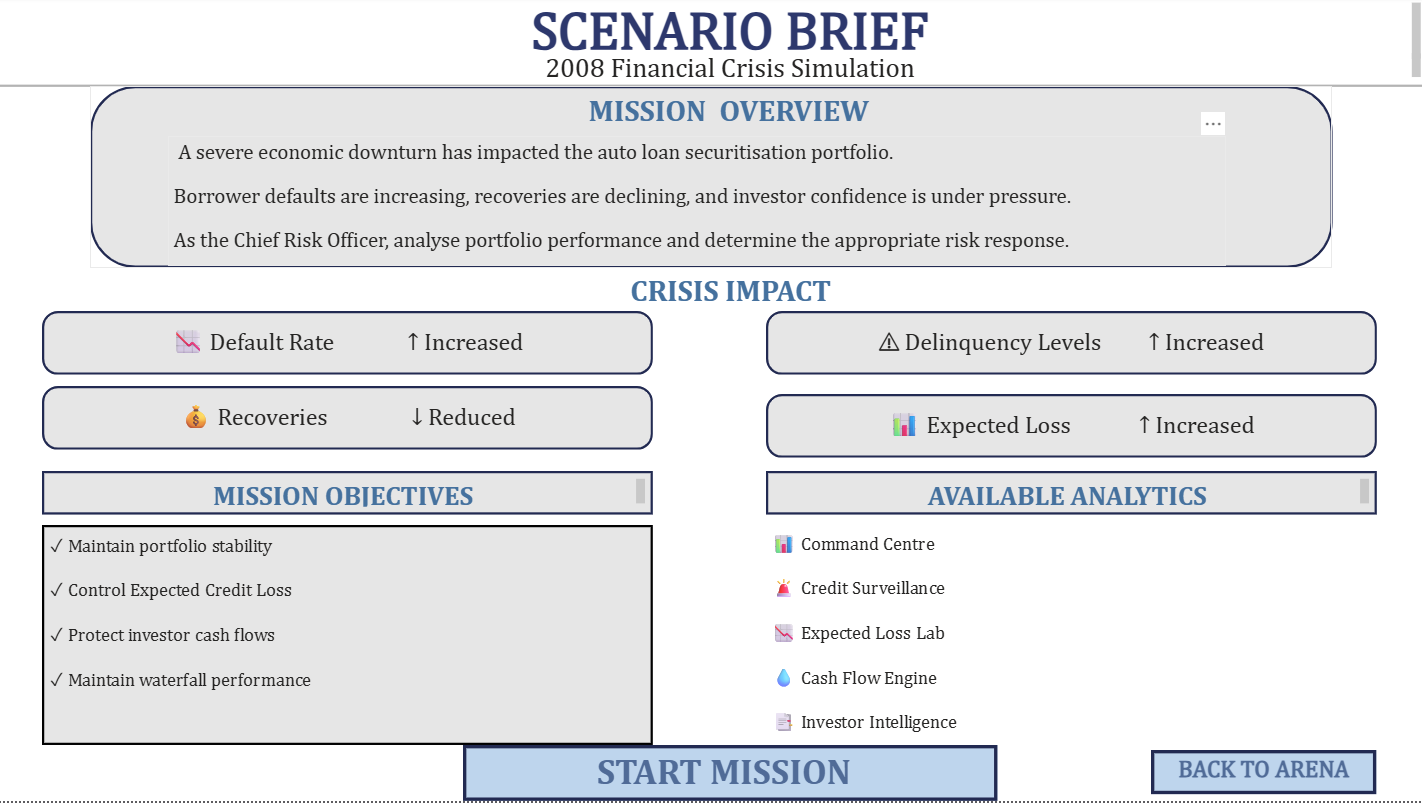 SCENARIO BRIEF
2008 Financial Crisis Simulation
MISSION OVERVIEW
...
A severe economic downturn has impacted the auto loan securitisation portfolio.
Borrower defaults are increasing, recoveries are declining, and investor confidence is under pressure.
As the Chief Risk Officer, analyse portfolio performance and determine the appropriate risk response.
CRISIS IMPACT
📉 Default Rate ↑ Increased
⚠ Delinquency Levels ↑ Increased
💰 Recoveries ↓ Reduced
📊 Expected Loss ↑ Increased
MISSION OBJECTIVES
✓ Maintain portfolio stability
✓ Control Expected Credit Loss
✓ Protect investor cash flows
✓ Maintain waterfall performance
AVAILABLE ANALYTICS
📊 Command Centre
🚨 Credit Surveillance
📉 Expected Loss Lab
💧 Cash Flow Engine
📑 Investor Intelligence
START MISSION
BACK TO ARENA